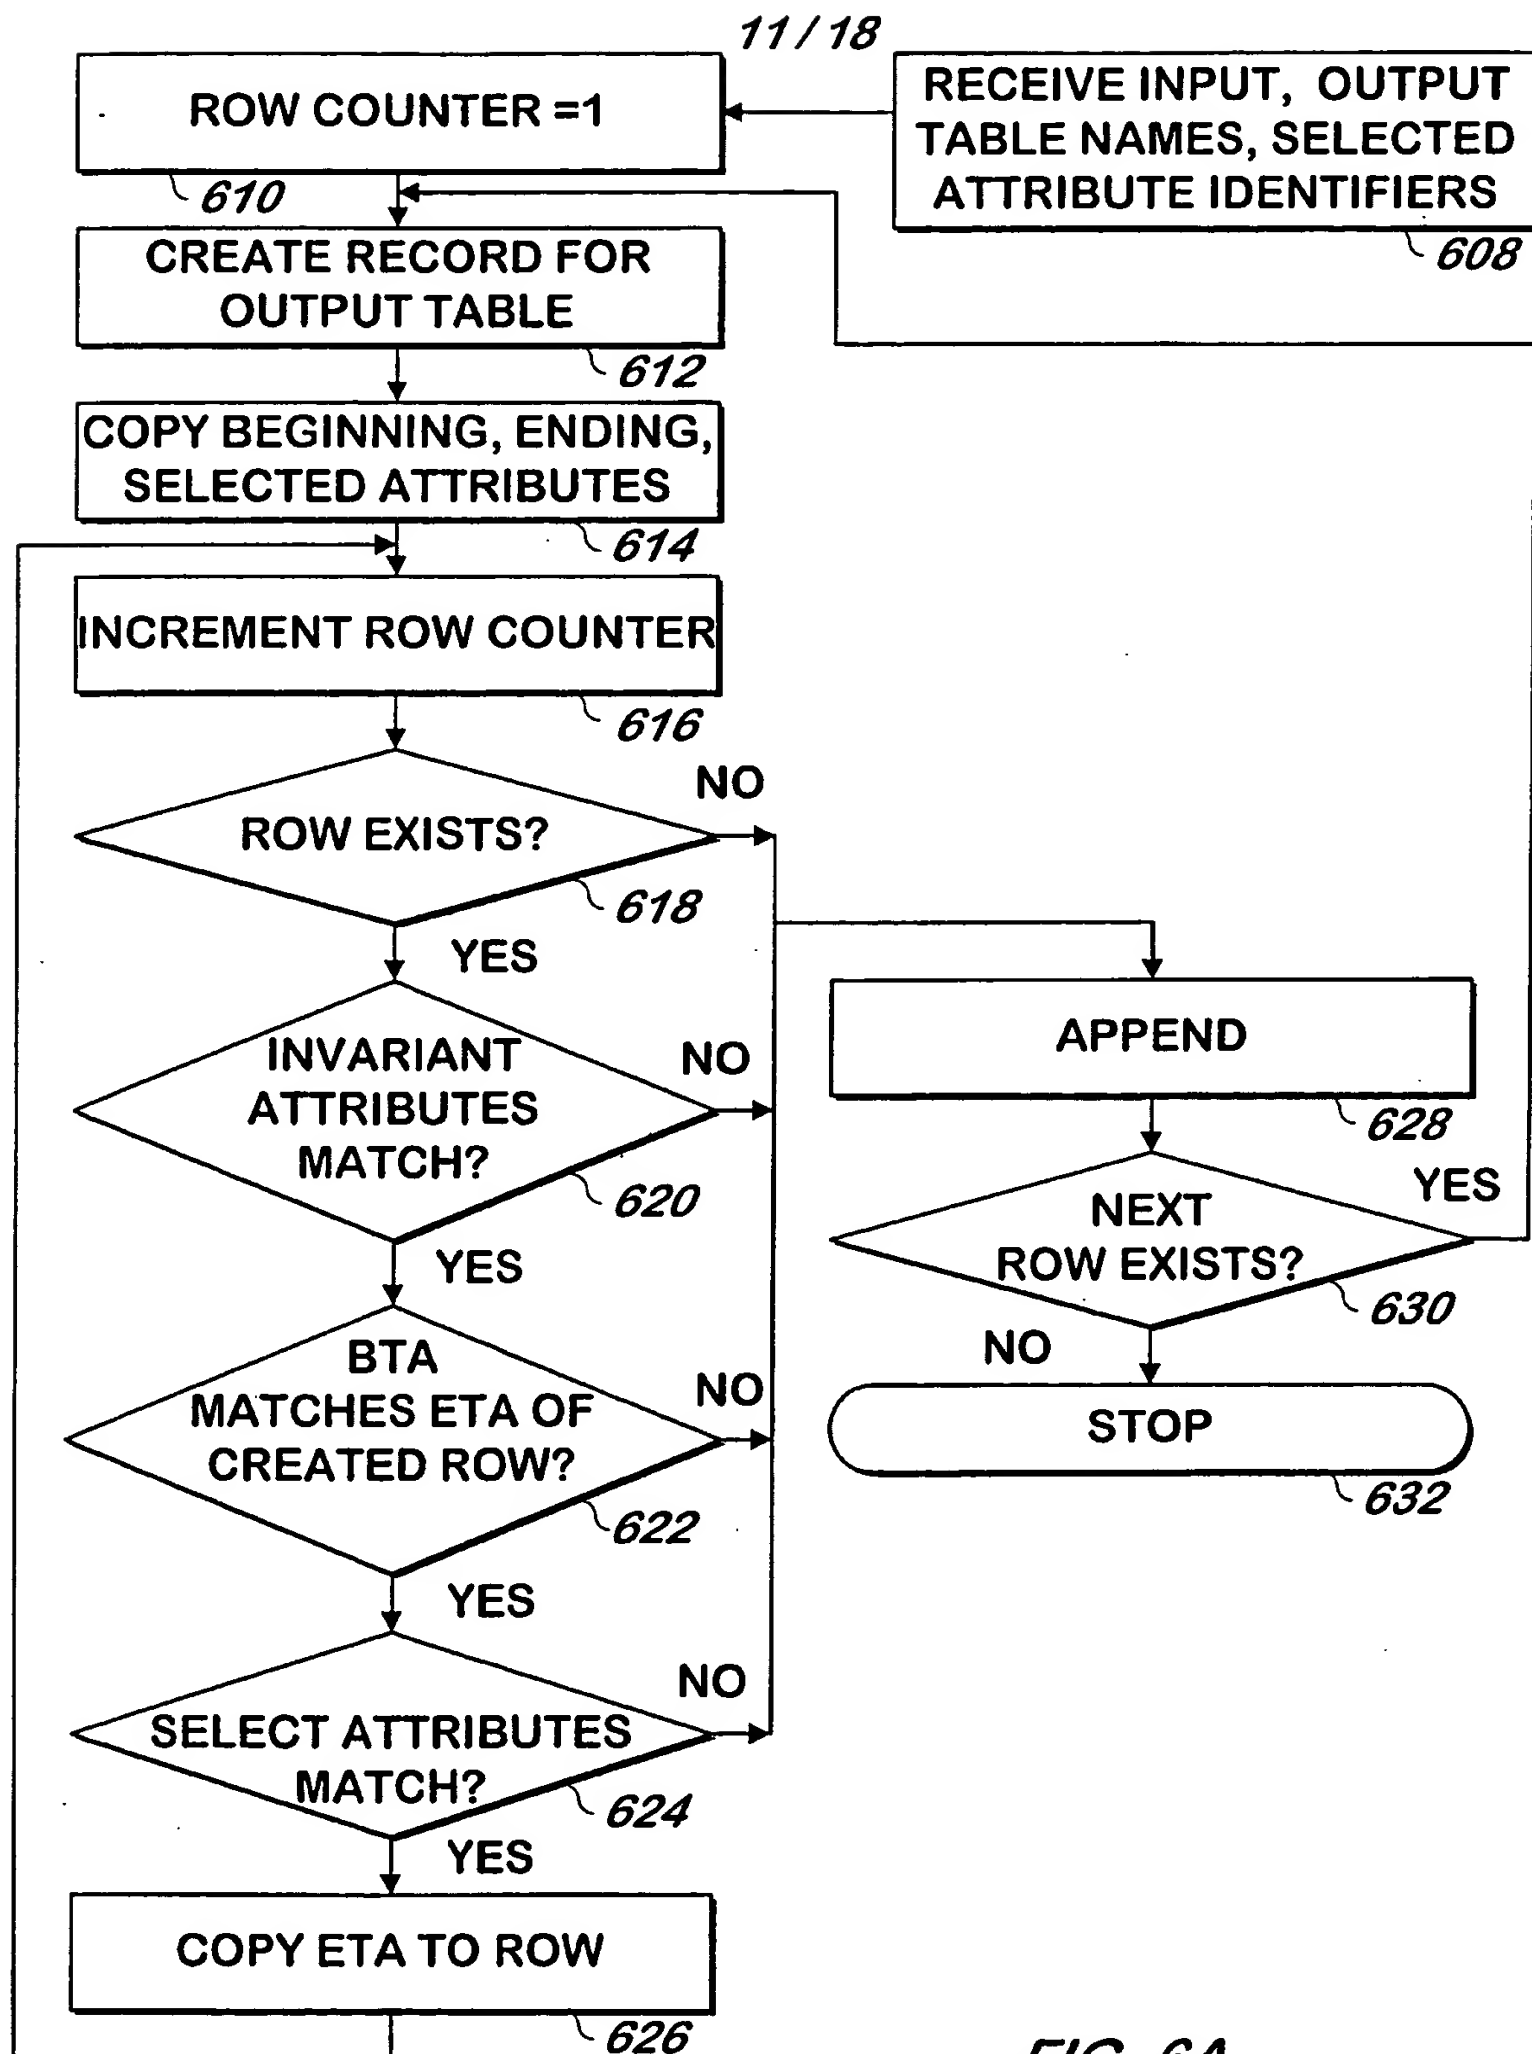 11/18
RECEIVE INPUT, OUTPUT
TABLE NAMES, SELECTED
ATTRIBUTE IDENTIFIERS
608
ROW COUNTER =1
610
CREATE RECORD FOR
OUTPUT TABLE
612
COPY BEGINNING, ENDING,
SELECTED ATTRIBUTES
614
INCREMENT ROW COUNTER
616
ROW EXISTS?
NO
618
YES
INVARIANT
ATTRIBUTES
MATCH?
NO
620
YES
BTA
MATCHES ETA OF
CREATED ROW?
NO
622
YES
SELECT ATTRIBUTES
MATCH?
NO
624
YES
COPY ETA TO ROW
626
APPEND
628
NEXT
ROW EXISTS?
YES
630
NO
STOP
632
FIG. 6A